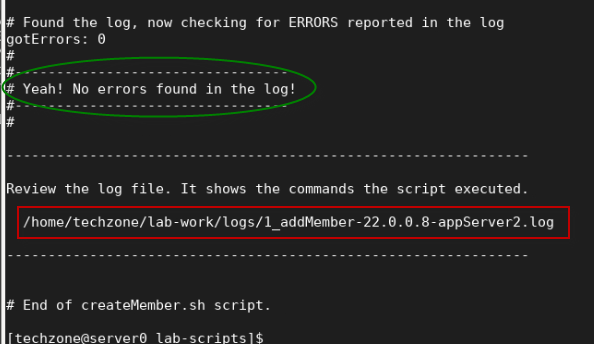 # Found the log, now checking for ERRORS reported in the log
gotErrors: 0
#
#---------------------------------
# Yeah! No errors found in the log!
#---------------------------------
#
---------------------------------------------------------------
Review the log file. It shows the commands the script executed.
/home/techzone/lab-work/logs/1_addMember-22.0.0.8-appServer2.log
---------------------------------------------------------------
# End of createMember.sh script.
[techzone@server0 lab-scripts]$